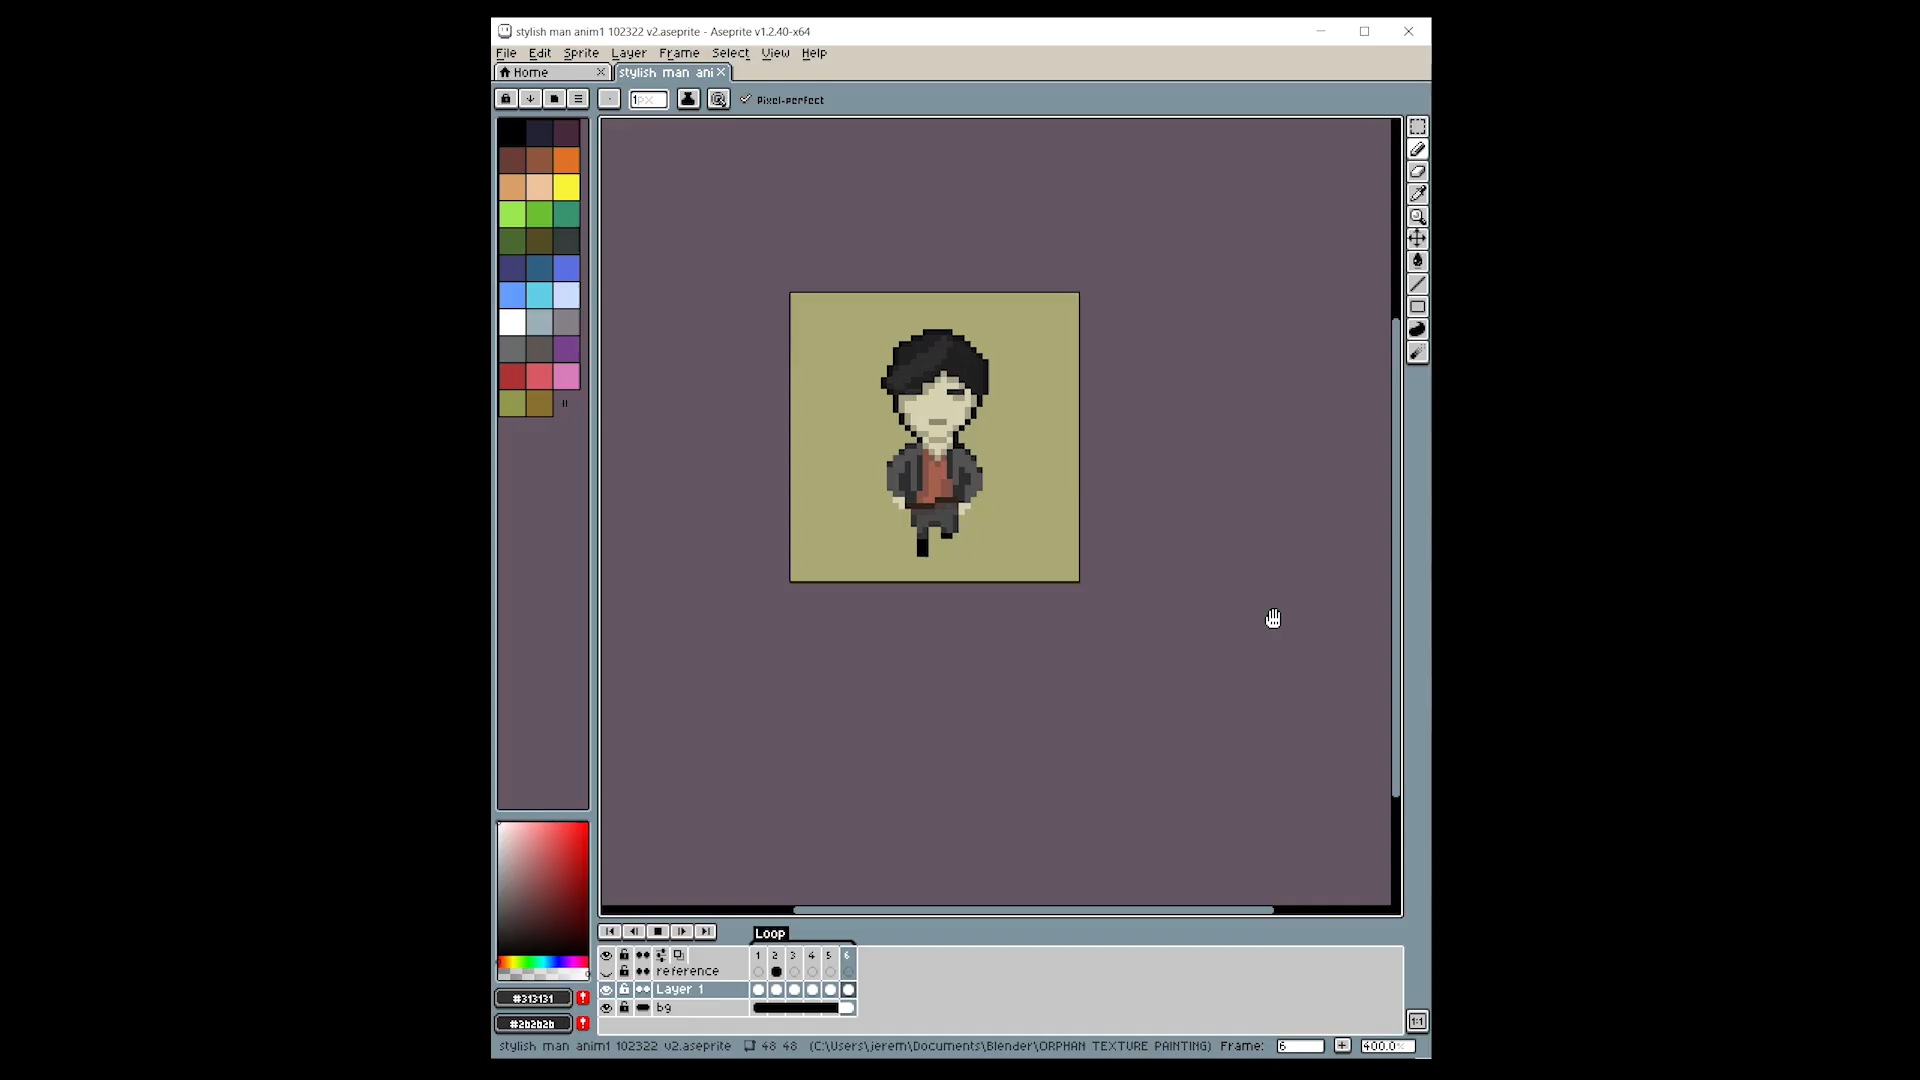 stylish man anim1 102322 v2.aseprite - Aseprite v1.2.40-x64
File Edit Sprite Layer Frame Select View Help
Home stylish man ani
1px Pixel-perfect
Loop
1 2 3 4 5 6
reference
Layer 1
bg
#313131
#2b2b2b
stylish man anim1 102322 v2.aseprite 48 48 (C:\Users\jerem\Documents\Blender\ORPHAN TEXTURE PAINTING) Frame: 6 400.0%
1:1